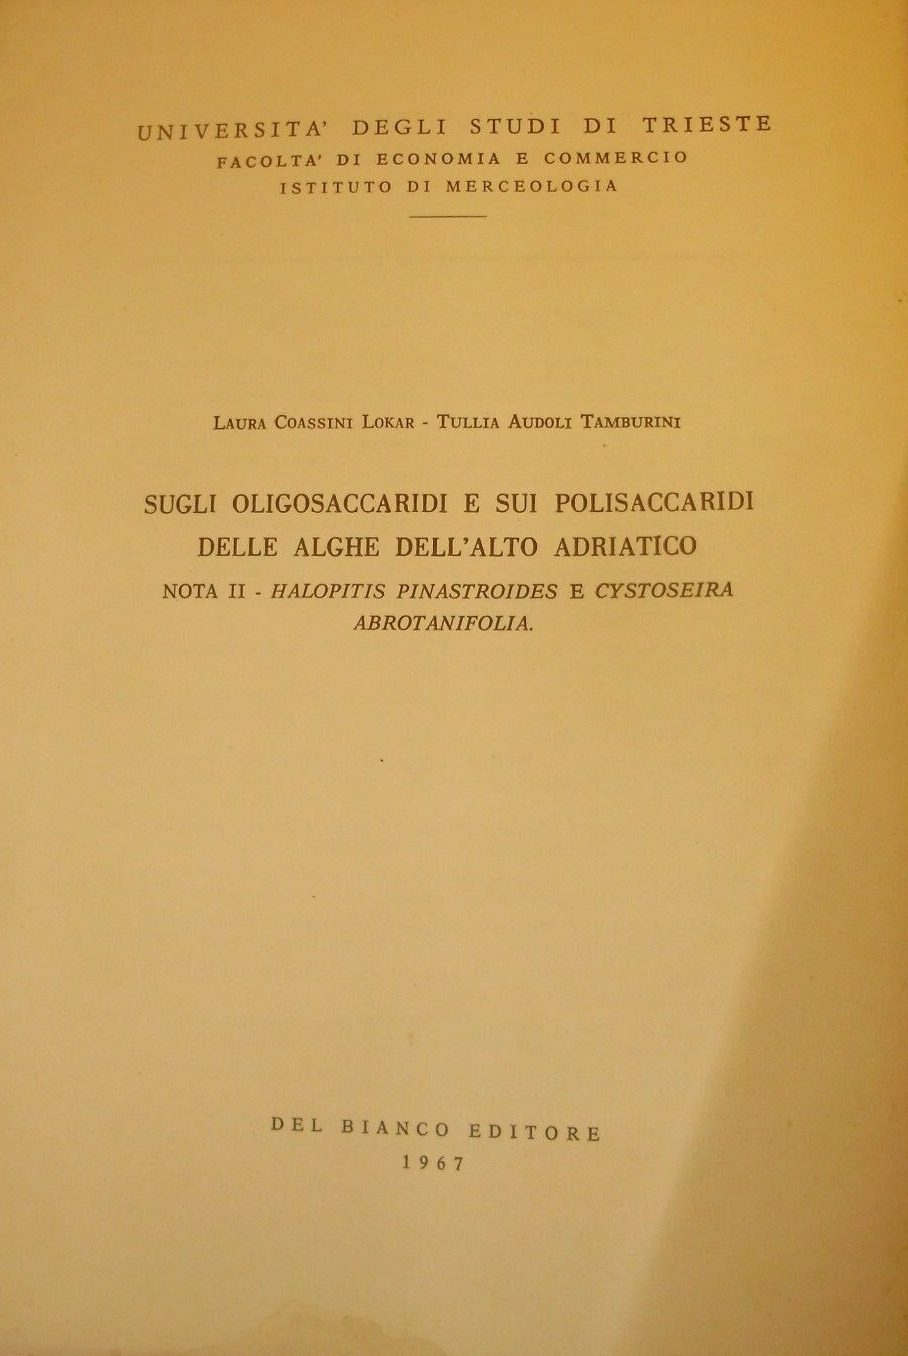 UNIVERSITA' DEGLI STUDI DI TRIESTE
FACOLTA' DI ECONOMIA E COMMERCIO
ISTITUTO DI MERCEOLOGIA
LAURA COASSINI LOKAR - TULLIA AUDOLI TAMBURINI
SUGLI OLIGOSACCARIDI E SUI POLISACCARIDI
DELLE ALGHE DELL'ALTO ADRIATICO
NOTA II - HALOPITIS PINASTROIDES E CYSTOSEIRA
ABROTANIFOLIA.
DEL BIANCO EDITORE
1967